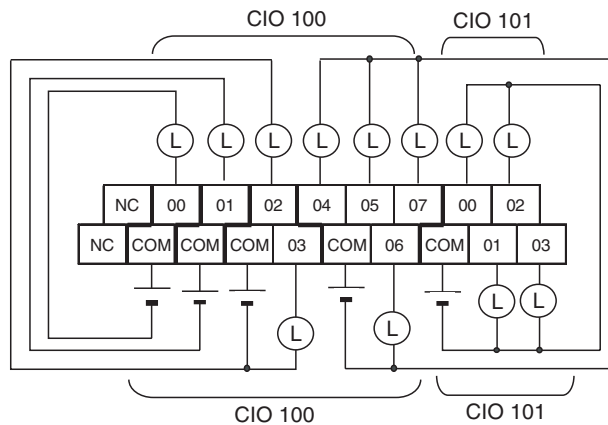 CIO 100
CIO 101
L L L L L L L L
NC 00 01 02 04 05 07 00 02
NC COM COM COM 03 COM 06 COM 01 03
L L L L
CIO 100
CIO 101